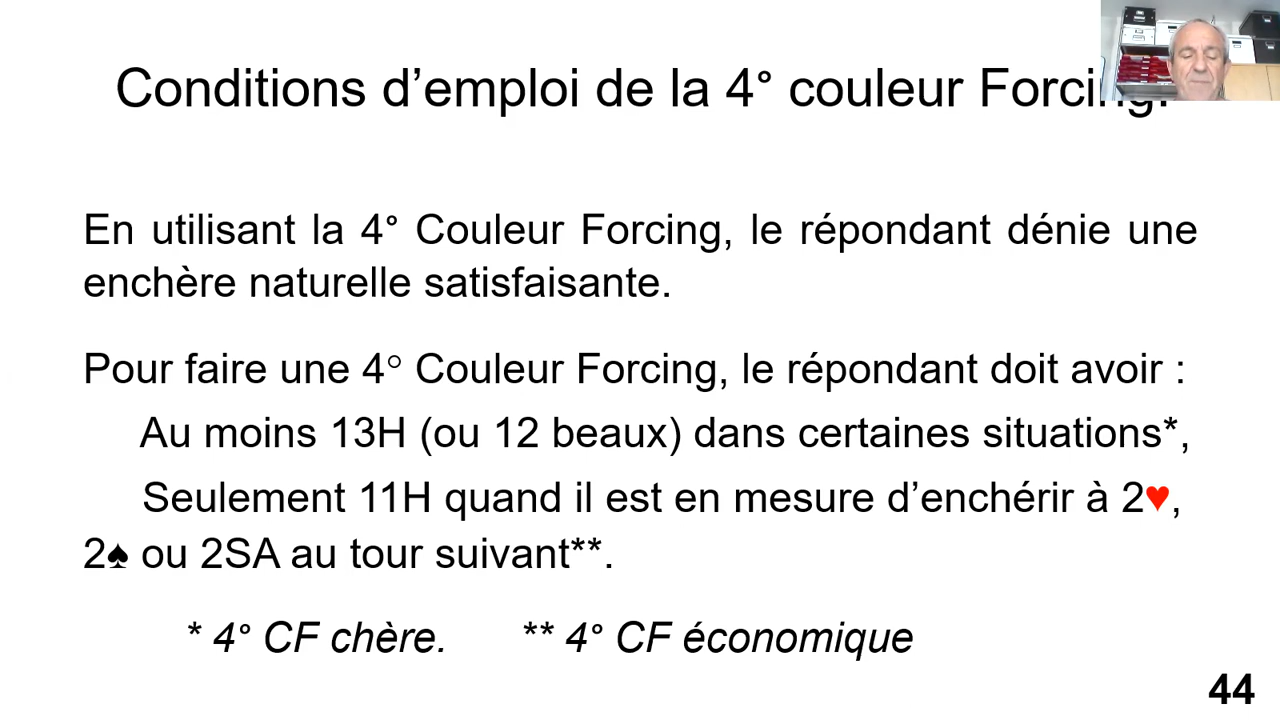 Conditions d’emploi de la 4° couleur Forcing.
En utilisant la 4° Couleur Forcing, le répondant dénie une
enchère naturelle satisfaisante.
Pour faire une 4° Couleur Forcing, le répondant doit avoir :
Au moins 13H (ou 12 beaux) dans certaines situations*,
Seulement 11H quand il est en mesure d’enchérir à 2♥,
2♠ ou 2SA au tour suivant**.
* 4° CF chère. ** 4° CF économique
44